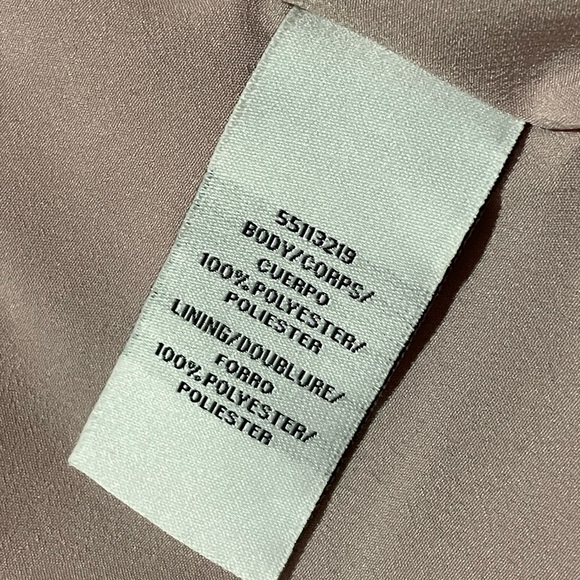 55113219
BODY/CORPS/
CUERPO
100% POLYESTER/
POLIESTER
LINING/DOUBLURE/
FORRO
100% POLYESTER/
POLIESTER